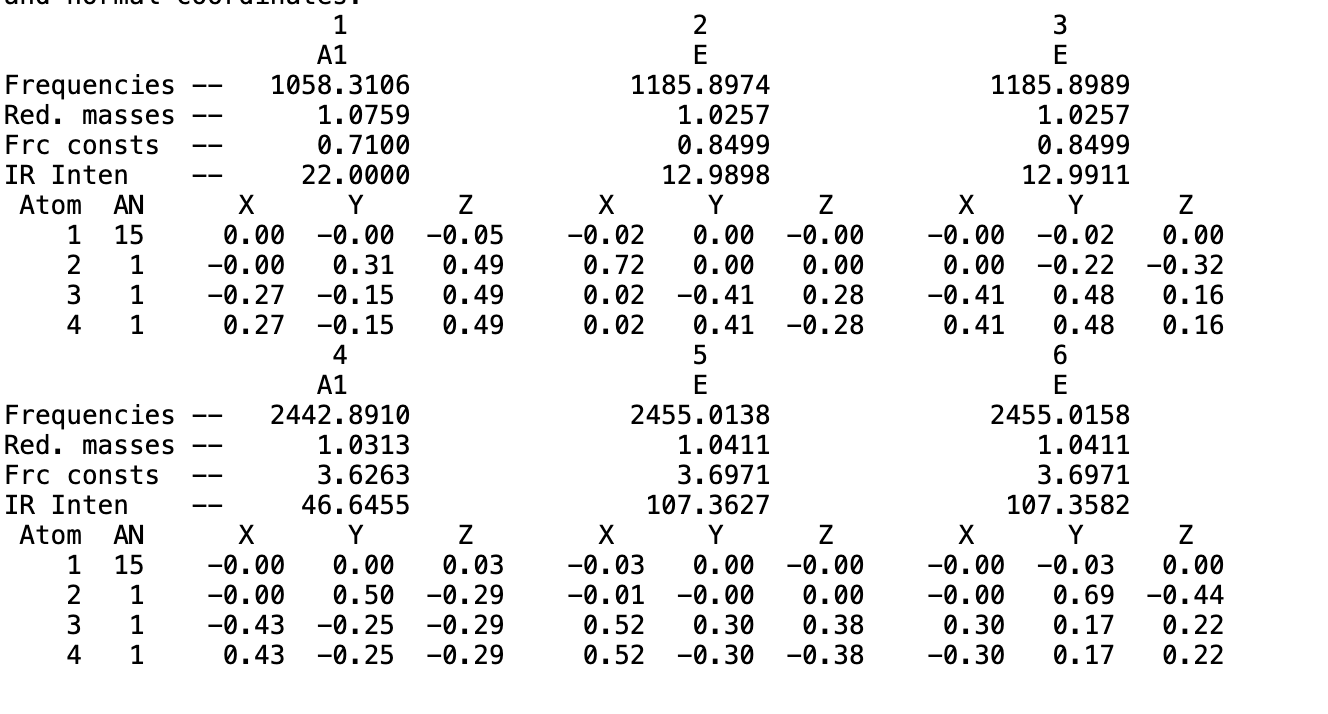 and normal coordinates:
                     1                      2                      3
                    A1                      E                      E
Frequencies --   1058.3106              1185.8974              1185.8989
Red. masses --      1.0759                 1.0257                 1.0257
Frc consts  --      0.7100                 0.8499                 0.8499
IR Inten    --     22.0000                12.9898                12.9911
 Atom  AN      X      Y      Z        X      Y      Z        X      Y      Z
    1  15     0.00  -0.00  -0.05    -0.02   0.00  -0.00    -0.00  -0.02   0.00
    2   1    -0.00   0.31   0.49     0.72   0.00   0.00     0.00  -0.22  -0.32
    3   1    -0.27  -0.15   0.49     0.02  -0.41   0.28    -0.41   0.48   0.16
    4   1     0.27  -0.15   0.49     0.02   0.41  -0.28     0.41   0.48   0.16
                     4                      5                      6
                    A1                      E                      E
Frequencies --   2442.8910              2455.0138              2455.0158
Red. masses --      1.0313                 1.0411                 1.0411
Frc consts  --      3.6263                 3.6971                 3.6971
IR Inten    --     46.6455               107.3627               107.3582
 Atom  AN      X      Y      Z        X      Y      Z        X      Y      Z
    1  15    -0.00   0.00   0.03    -0.03   0.00  -0.00    -0.00  -0.03   0.00
    2   1    -0.00   0.50  -0.29    -0.01  -0.00   0.00    -0.00   0.69  -0.44
    3   1    -0.43  -0.25  -0.29     0.52   0.30   0.38     0.30   0.17   0.22
    4   1     0.43  -0.25  -0.29     0.52  -0.30  -0.38    -0.30   0.17   0.22